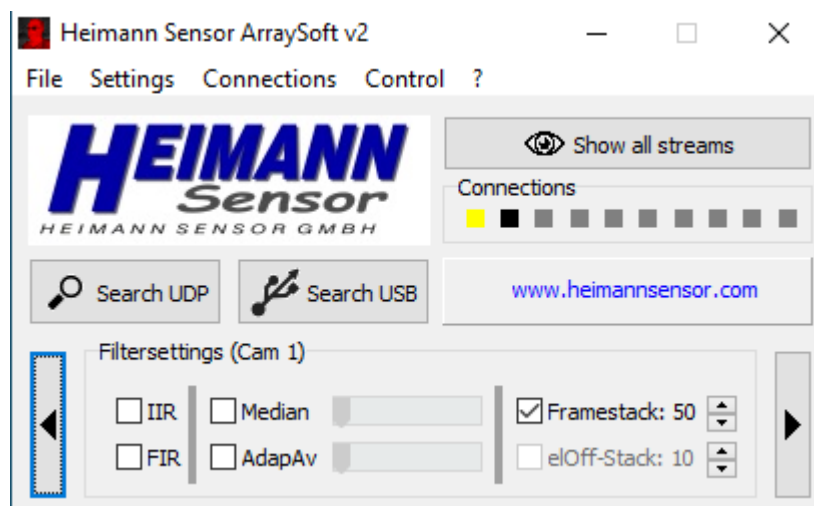 Heimann Sensor ArraySoft v2
File Settings Connections Control ?
HEIMANN
Sensor
HEIMANN SENSOR GMBH
Show all streams
Connections
Search UDP
Search USB
www.heimannsensor.com
Filtersettings (Cam 1)
IIR Median Framestack: 50
FIR AdapAv elOff-Stack: 10